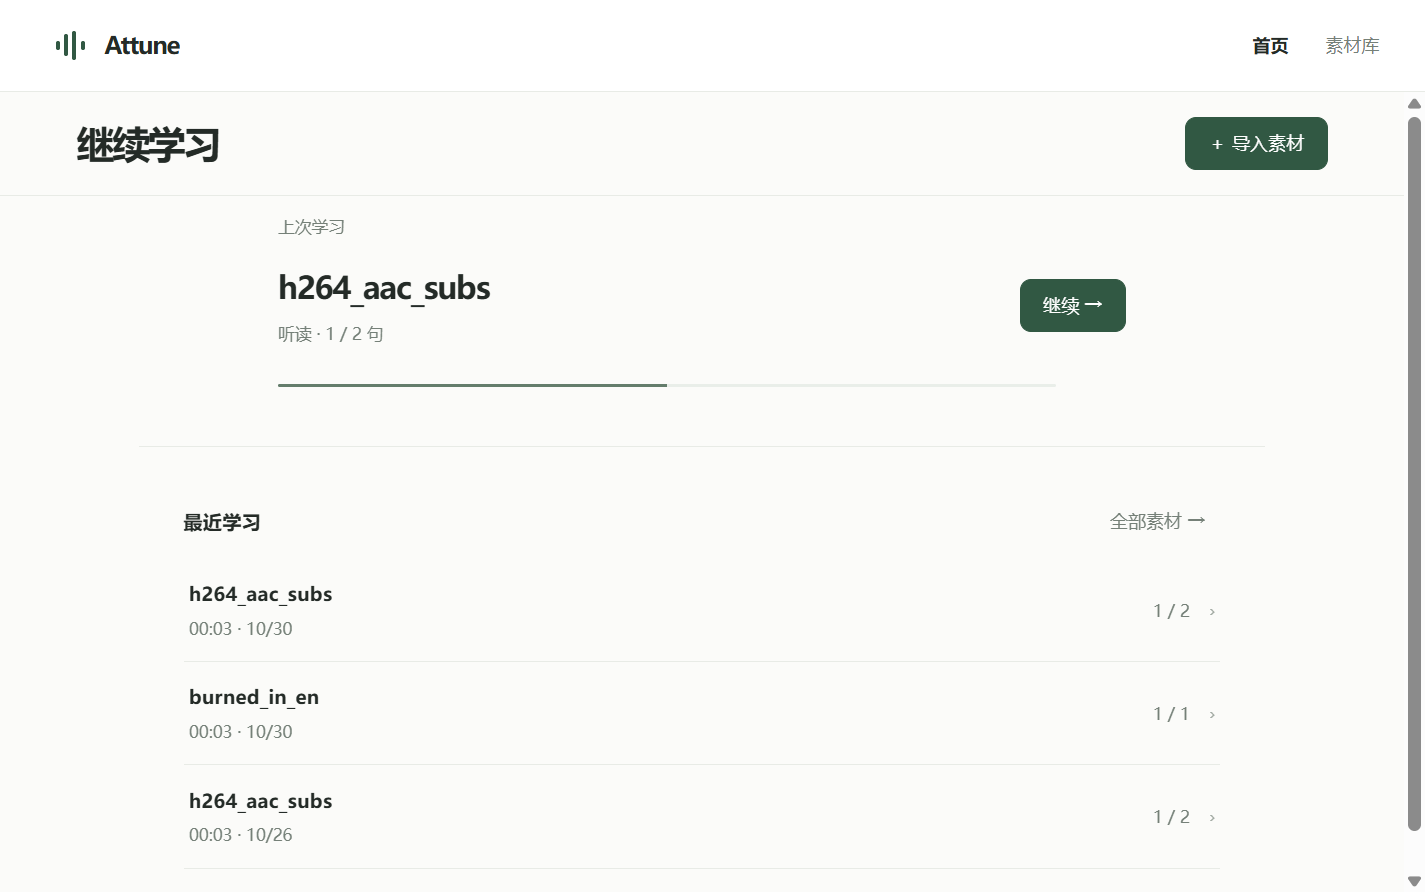 Attune
首页
素材库
继续学习
+ 导入素材
上次学习
h264_aac_subs
听读 · 1 / 2 句
继续 →
最近学习
全部素材 →
h264_aac_subs
00:03 · 10/30
1 / 2 ›
burned_in_en
00:03 · 10/30
1 / 1 ›
h264_aac_subs
00:03 · 10/26
1 / 2 ›